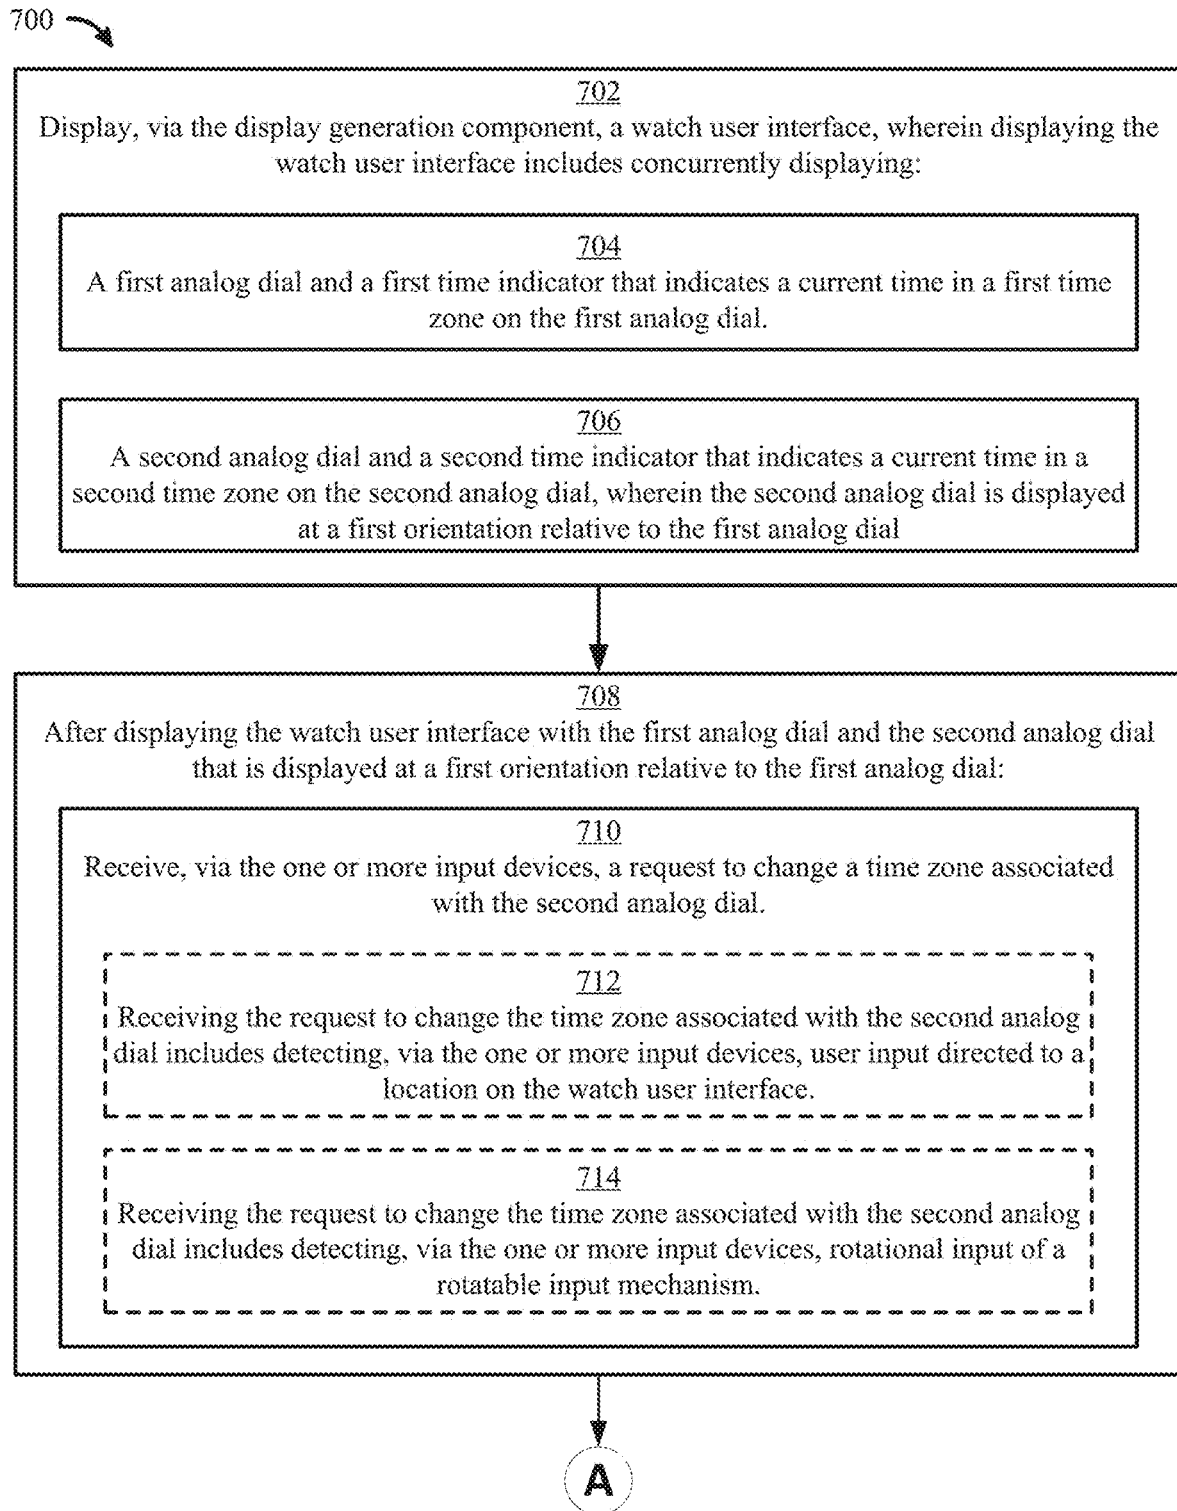 700
702
Display, via the display generation component, a watch user interface, wherein displaying the
watch user interface includes concurrently displaying:
704
A first analog dial and a first time indicator that indicates a current time in a first time
zone on the first analog dial.
706
A second analog dial and a second time indicator that indicates a current time in a
second time zone on the second analog dial, wherein the second analog dial is displayed
at a first orientation relative to the first analog dial
708
After displaying the watch user interface with the first analog dial and the second analog dial
that is displayed at a first orientation relative to the first analog dial:
710
Receive, via the one or more input devices, a request to change a time zone associated
with the second analog dial.
712
Receiving the request to change the time zone associated with the second analog
dial includes detecting, via the one or more input devices, user input directed to a
location on the watch user interface.
714
Receiving the request to change the time zone associated with the second analog
dial includes detecting, via the one or more input devices, rotational input of a
rotatable input mechanism.
A